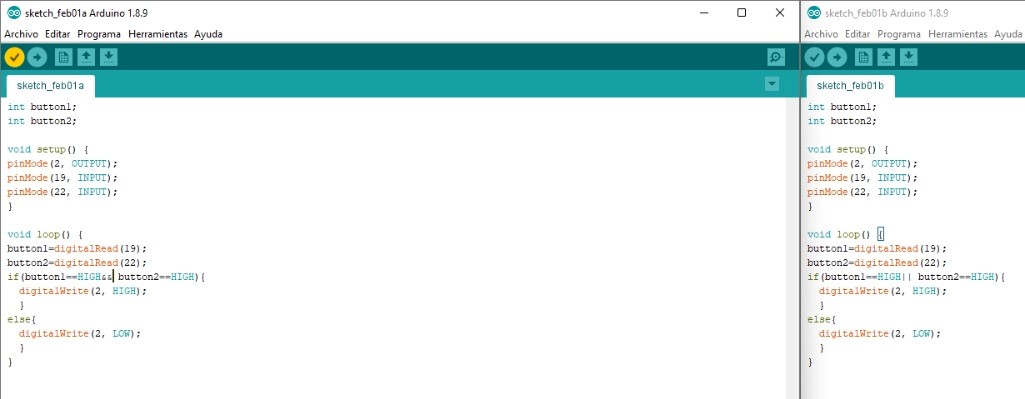 sketch_feb01a Arduino 1.8.9
Archivo Editar Programa Herramientas Ayuda
sketch_feb01a
int button1;
int button2;
void setup() {
pinMode(2, OUTPUT);
pinMode(19, INPUT);
pinMode(22, INPUT);
}
void loop() {
button1=digitalRead(19);
button2=digitalRead(22);
if(button1==HIGH&& button2==HIGH){
digitalWrite(2, HIGH);
}
else{
digitalWrite(2, LOW);
}
}
sketch_feb01b Arduino 1.8.9
Archivo Editar Programa Herramientas Ayuda
sketch_feb01b
int button1;
int button2;
void setup() {
pinMode(2, OUTPUT);
pinMode(19, INPUT);
pinMode(22, INPUT);
}
void loop() {
button1=digitalRead(19);
button2=digitalRead(22);
if(button1==HIGH|| button2==HIGH){
digitalWrite(2, HIGH);
}
else{
digitalWrite(2, LOW);
}
}